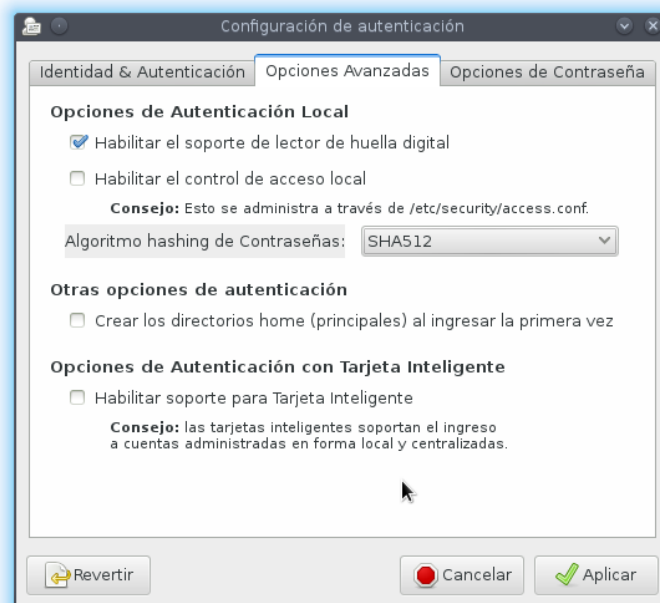 Configuración de autenticación
Identidad & Autenticación Opciones Avanzadas Opciones de Contraseña
Opciones de Autenticación Local
Habilitar el soporte de lector de huella digital
Habilitar el control de acceso local
Consejo: Esto se administra a través de /etc/security/access.conf.
Algoritmo hashing de Contraseñas: SHA512
Otras opciones de autenticación
Crear los directorios home (principales) al ingresar la primera vez
Opciones de Autenticación con Tarjeta Inteligente
Habilitar soporte para Tarjeta Inteligente
Consejo: las tarjetas inteligentes soportan el ingreso
a cuentas administradas en forma local y centralizadas.
Revertir Cancelar Aplicar